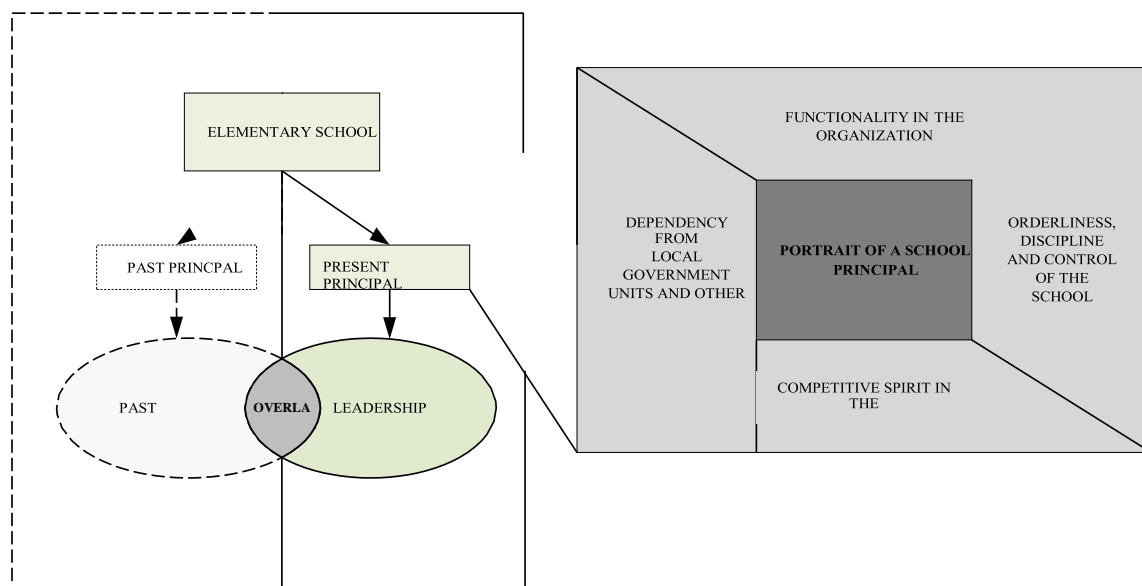 ELEMENTARY SCHOOL
PAST PRINCPAL
PRESENT
PRINCIPAL
PAST
OVERLA
LEADERSHIP
FUNCTIONALITY IN THE
ORGANIZATION
DEPENDENCY
FROM
LOCAL
GOVERNMENT
UNITS AND OTHER
PORTRAIT OF A SCHOOL
PRINCIPAL
ORDERLINESS,
DISCIPLINE
AND CONTROL
OF THE
SCHOOL
COMPETITIVE SPIRIT IN
THE